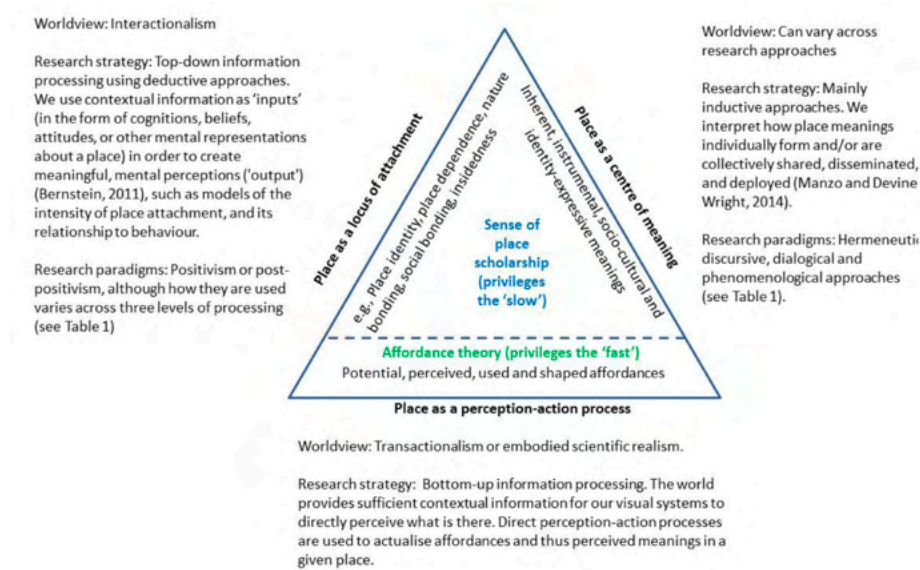 Worldview: Interactionalism
Research strategy: Top-down information
processing using deductive approaches.
We use contextual information as ‘inputs’
(in the form of cognitions, beliefs,
attitudes, or other mental representations
about a place) in order to create
meaningful, mental perceptions ('output')
(Bernstein, 2011), such as models of the
intensity of place attachment, and its
relationship to behaviour.
Research paradigms: Positivism or post-
positivism, although how they are used
varies across three levels of processing
(see Table 1)
Place as a locus of attachment
e.g., Place identity, place dependence, nature
bonding, social bonding, insidedness
Sense of
place
scholarship
(privileges
the ‘slow’)
Inherent, instrumental, socio-cultural and
identity-expressive meanings
Place as a centre of meaning
Affordance theory (privileges the ‘fast’)
Potential, perceived, used and shaped affordances
Place as a perception-action process
Worldview: Can vary across
research approaches
Research strategy: Mainly
inductive approaches. We
interpret how place meanings
individually form and/or are
collectively shared, disseminated,
and deployed (Manzo and Devine
Wright, 2014).
Research paradigms: Hermeneuti
discursive, dialogical and
phenomenological approaches
(see Table 1).
Worldview: Transactionalism or embodied scientific realism.
Research strategy: Bottom-up information processing. The world
provides sufficient contextual information for our visual systems to
directly perceive what is there. Direct perception-action processes
are used to actualise affordances and thus perceived meanings in a
given place.